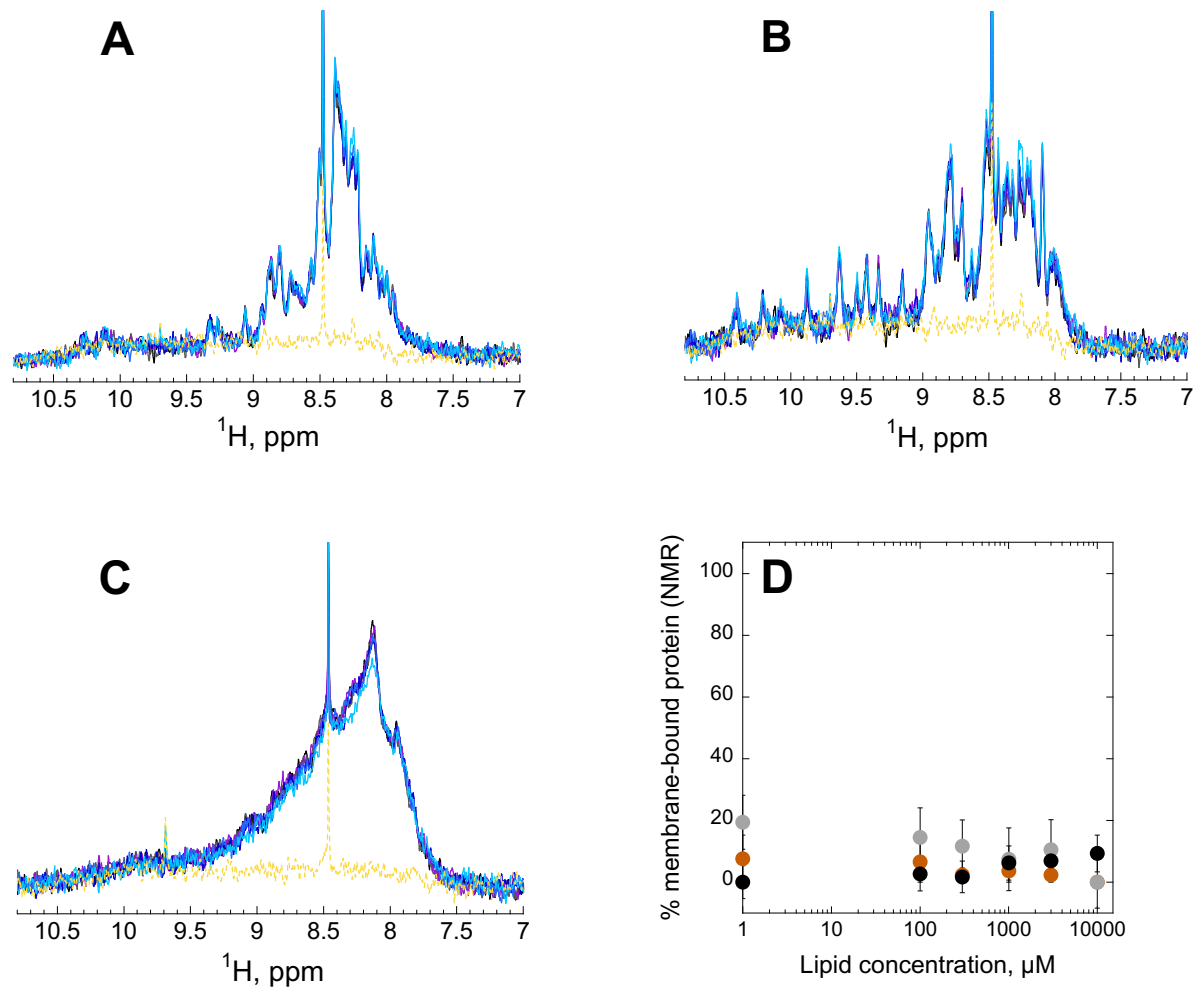 A
10.5 10 9.5 9 8.5 8 7.5 7
¹H, ppm
B
10.5 10 9.5 9 8.5 8 7.5 7
¹H, ppm
C
10.5 10 9.5 9 8.5 8 7.5 7
¹H, ppm
D
% membrane-bound protein (NMR)
100
80
60
40
20
0
1 10 100 1000 10000
Lipid concentration, µM